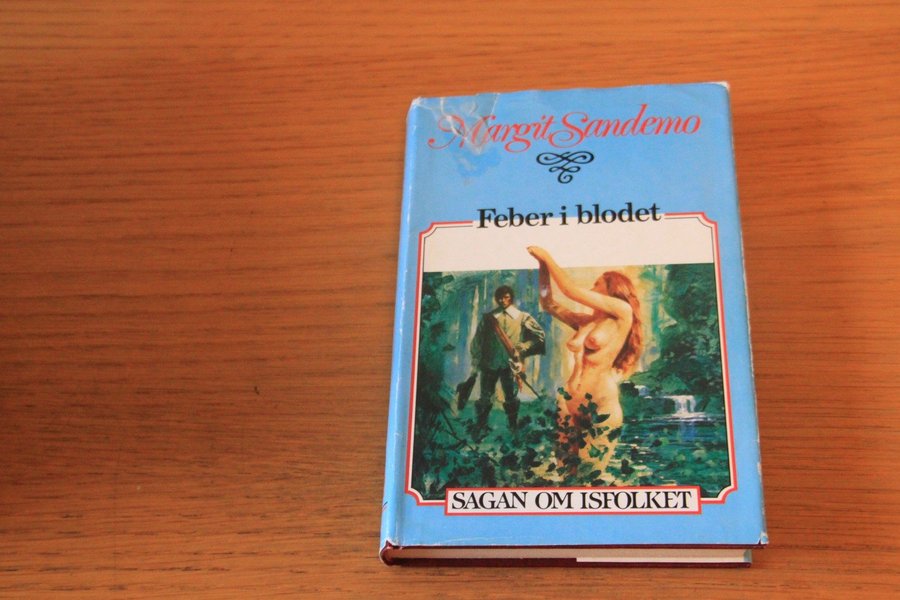 Margit Sandemo
Feber i blodet
SAGAN OM ISFOLKET